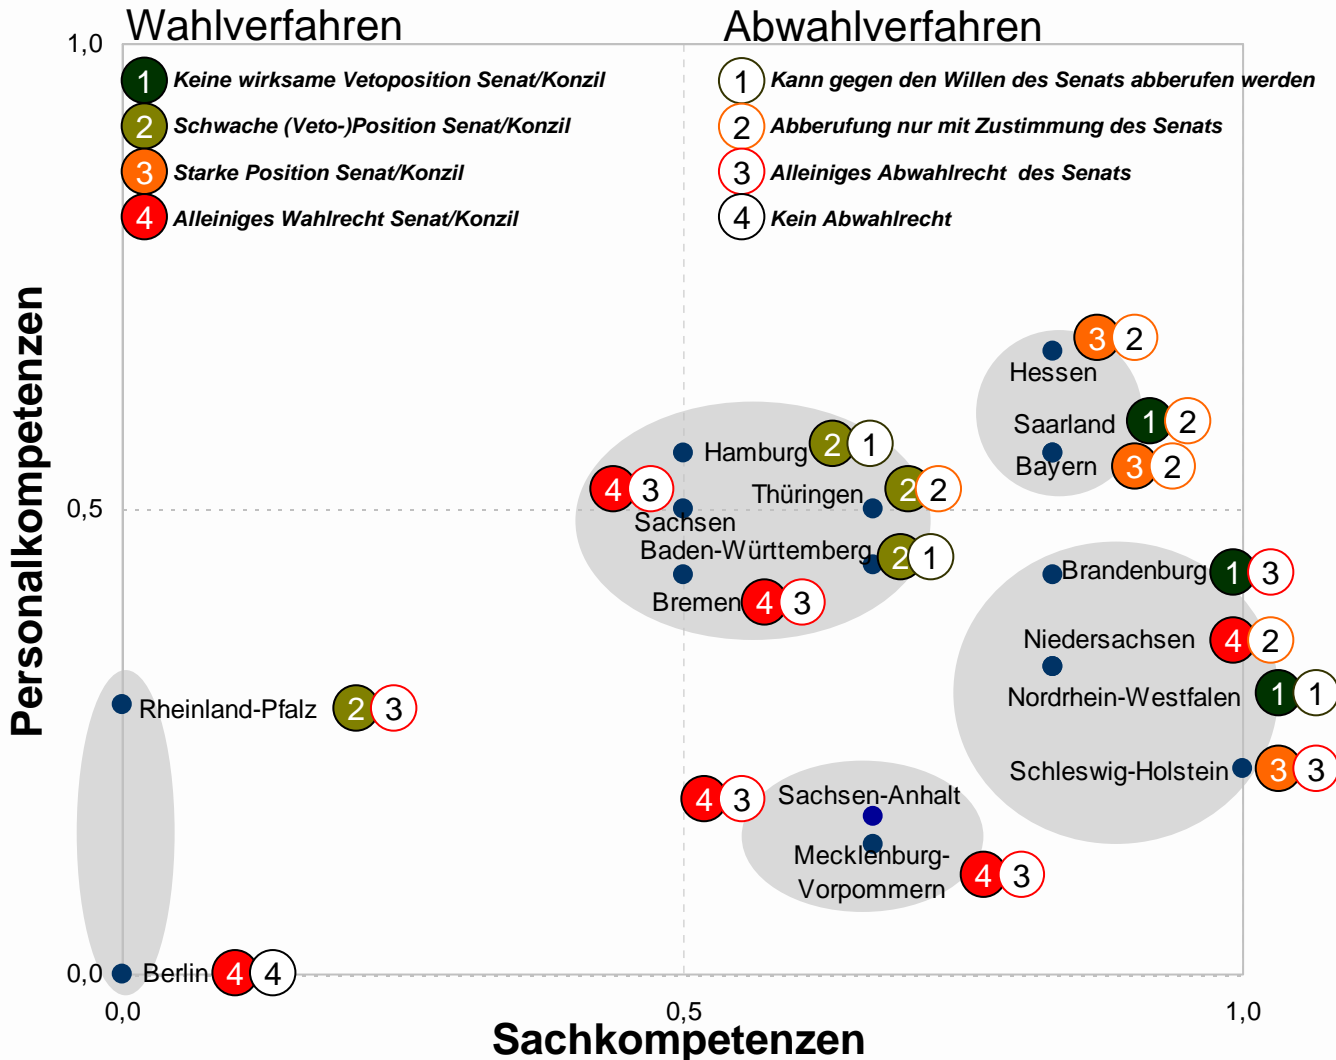 Wahlverfahren
Abwahlverfahren
1,0
1 Keine wirksame Vetoposition Senat/Konzil
2 Schwache (Veto-)Position Senat/Konzil
3 Starke Position Senat/Konzil
4 Alleiniges Wahlrecht Senat/Konzil
1 Kann gegen den Willen des Senats abberufen werden
2 Abberufung nur mit Zustimmung des Senats
3 Alleiniges Abwahlrecht des Senats
4 Kein Abwahlrecht
Personalkompetenzen
3 2
Hessen
Saarland 1 2
Bayern 3 2
Hamburg 2 1
4 3
Thüringen 2 2
0,5
Sachsen
Baden-Württemberg 2 1
Bremen 4 3
Brandenburg 1 3
Niedersachsen 4 2
Nordrhein-Westfalen 1 1
Rheinland-Pfalz 2 3
Schleswig-Holstein 3 3
4 3
Sachsen-Anhalt
Mecklenburg-
Vorpommern 4 3
0,0
Berlin 4 4
0,0
0,5
1,0
Sachkompetenzen